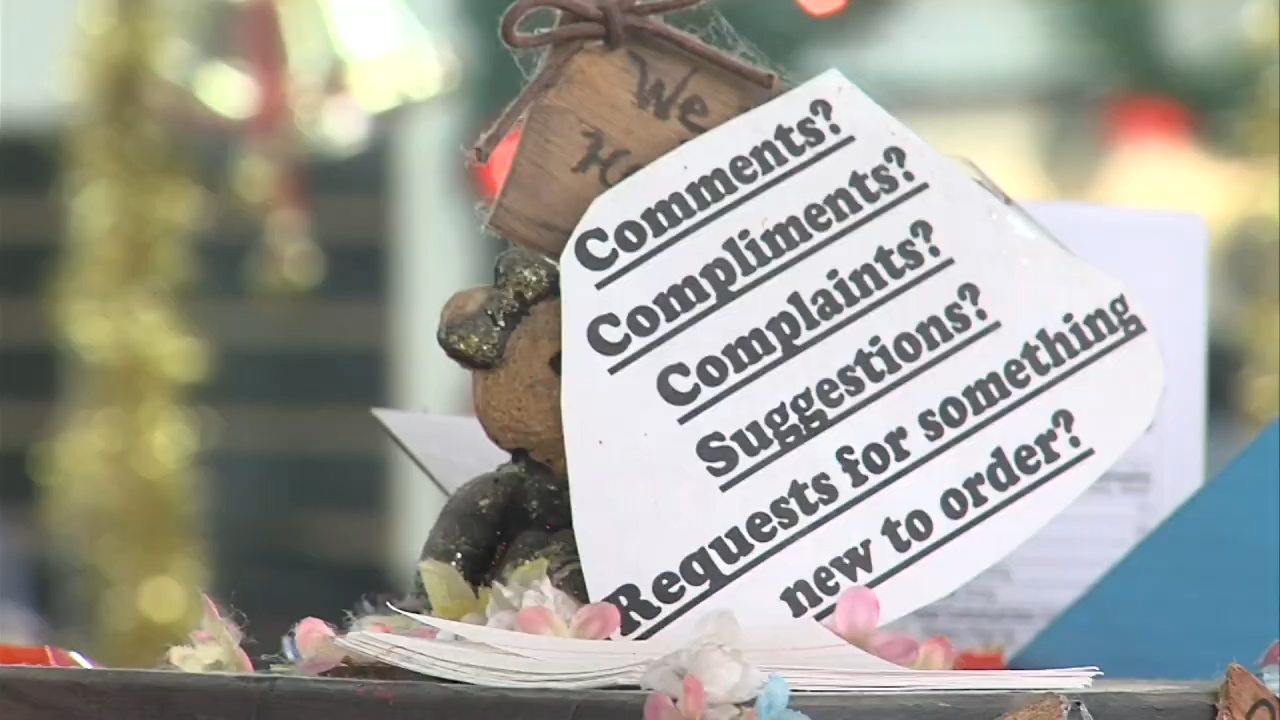 We
Comments?
Compliments?
Complaints?
Suggestions?
Requests for something
new to order?